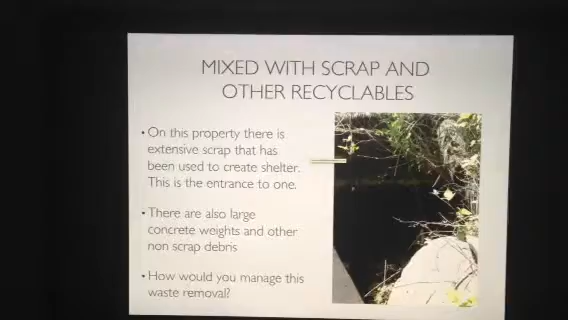 MIXED WITH SCRAP AND
OTHER RECYCLABLES
• On this property there is
extensive scrap that has
been used to create shelter.
This is the entrance to one.
• There are also large
concrete weights and other
non scrap debris
• How would you manage this
waste removal?